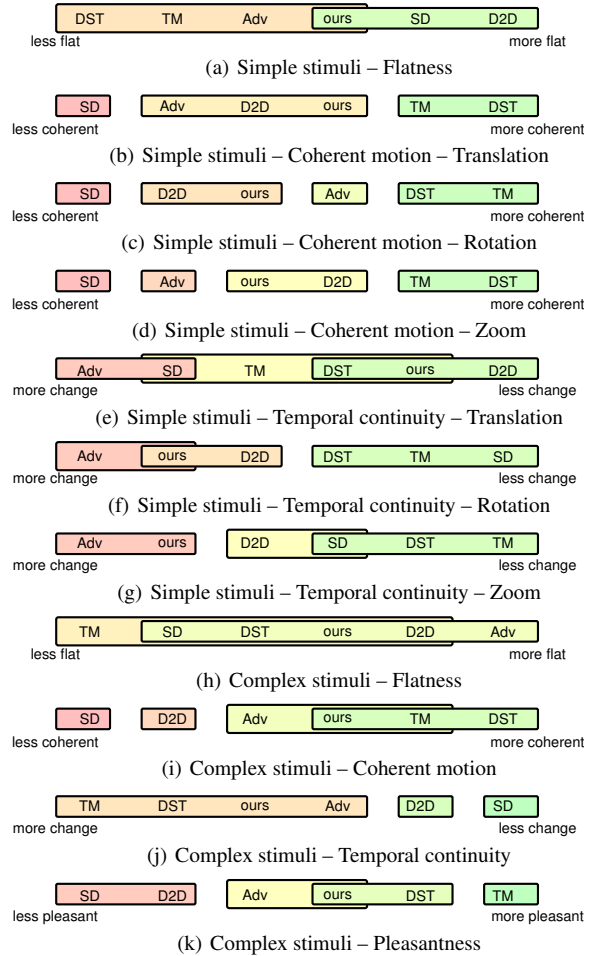 DST TM Adv ours SD D2D
less flat more flat
(a) Simple stimuli – Flatness
SD Adv D2D ours TM DST
less coherent more coherent
(b) Simple stimuli – Coherent motion – Translation
SD D2D ours Adv DST TM
less coherent more coherent
(c) Simple stimuli – Coherent motion – Rotation
SD Adv ours D2D TM DST
less coherent more coherent
(d) Simple stimuli – Coherent motion – Zoom
Adv SD TM DST ours D2D
more change less change
(e) Simple stimuli – Temporal continuity – Translation
Adv ours D2D DST TM SD
more change less change
(f) Simple stimuli – Temporal continuity – Rotation
Adv ours D2D SD DST TM
more change less change
(g) Simple stimuli – Temporal continuity – Zoom
TM SD DST ours D2D Adv
less flat more flat
(h) Complex stimuli – Flatness
SD D2D Adv ours TM DST
less coherent more coherent
(i) Complex stimuli – Coherent motion
TM DST ours Adv D2D SD
more change less change
(j) Complex stimuli – Temporal continuity
SD D2D Adv ours DST TM
less pleasant more pleasant
(k) Complex stimuli – Pleasantness